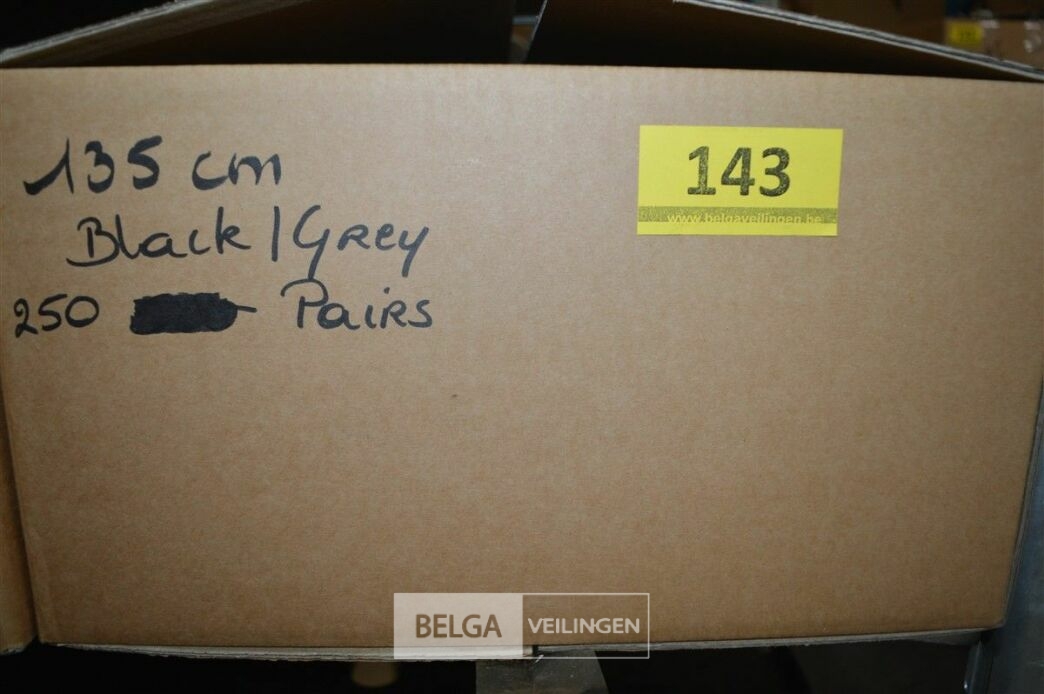 135 cm
Black/Grey
250 Pairs
143
www.belgaveilingen.be
BELGA VEILINGEN